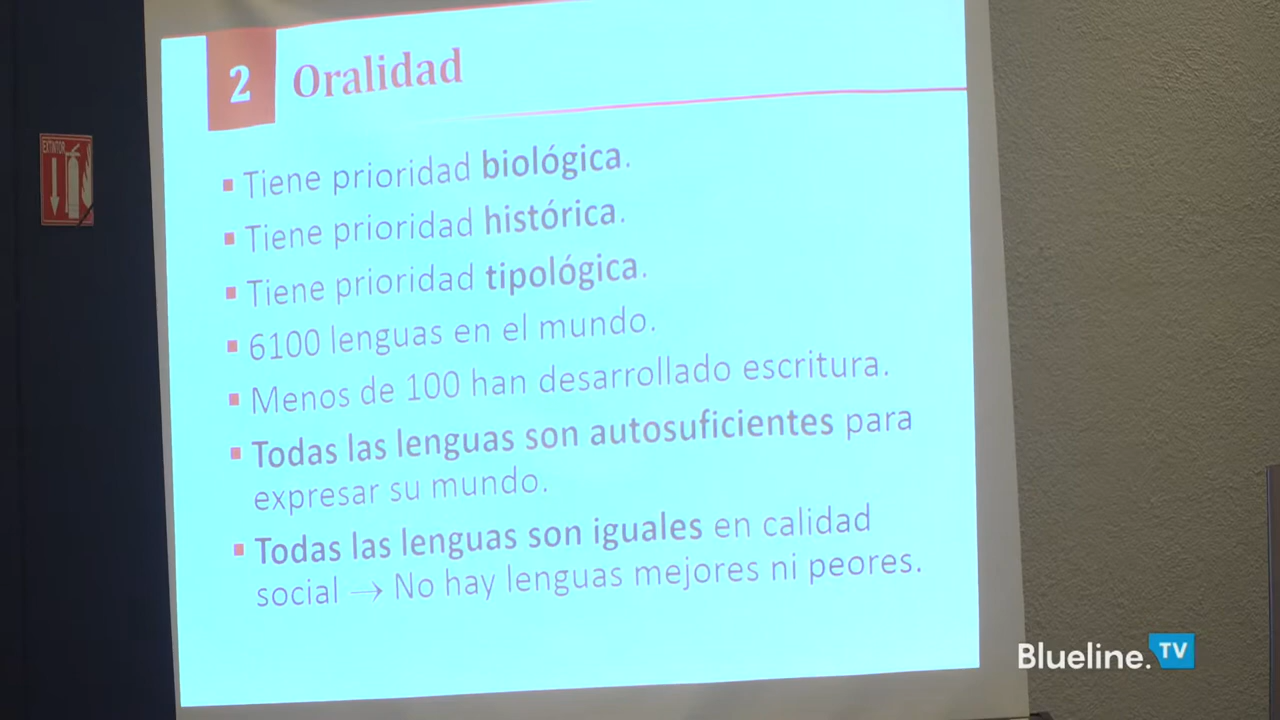 EXTINTOR
2 Oralidad
▪ Tiene prioridad biológica.
▪ Tiene prioridad histórica.
▪ Tiene prioridad tipológica.
▪ 6100 lenguas en el mundo.
▪ Menos de 100 han desarrollado escritura.
▪ Todas las lenguas son autosuficientes para
expresar su mundo.
▪ Todas las lenguas son iguales en calidad
social → No hay lenguas mejores ni peores.
Blueline.TV